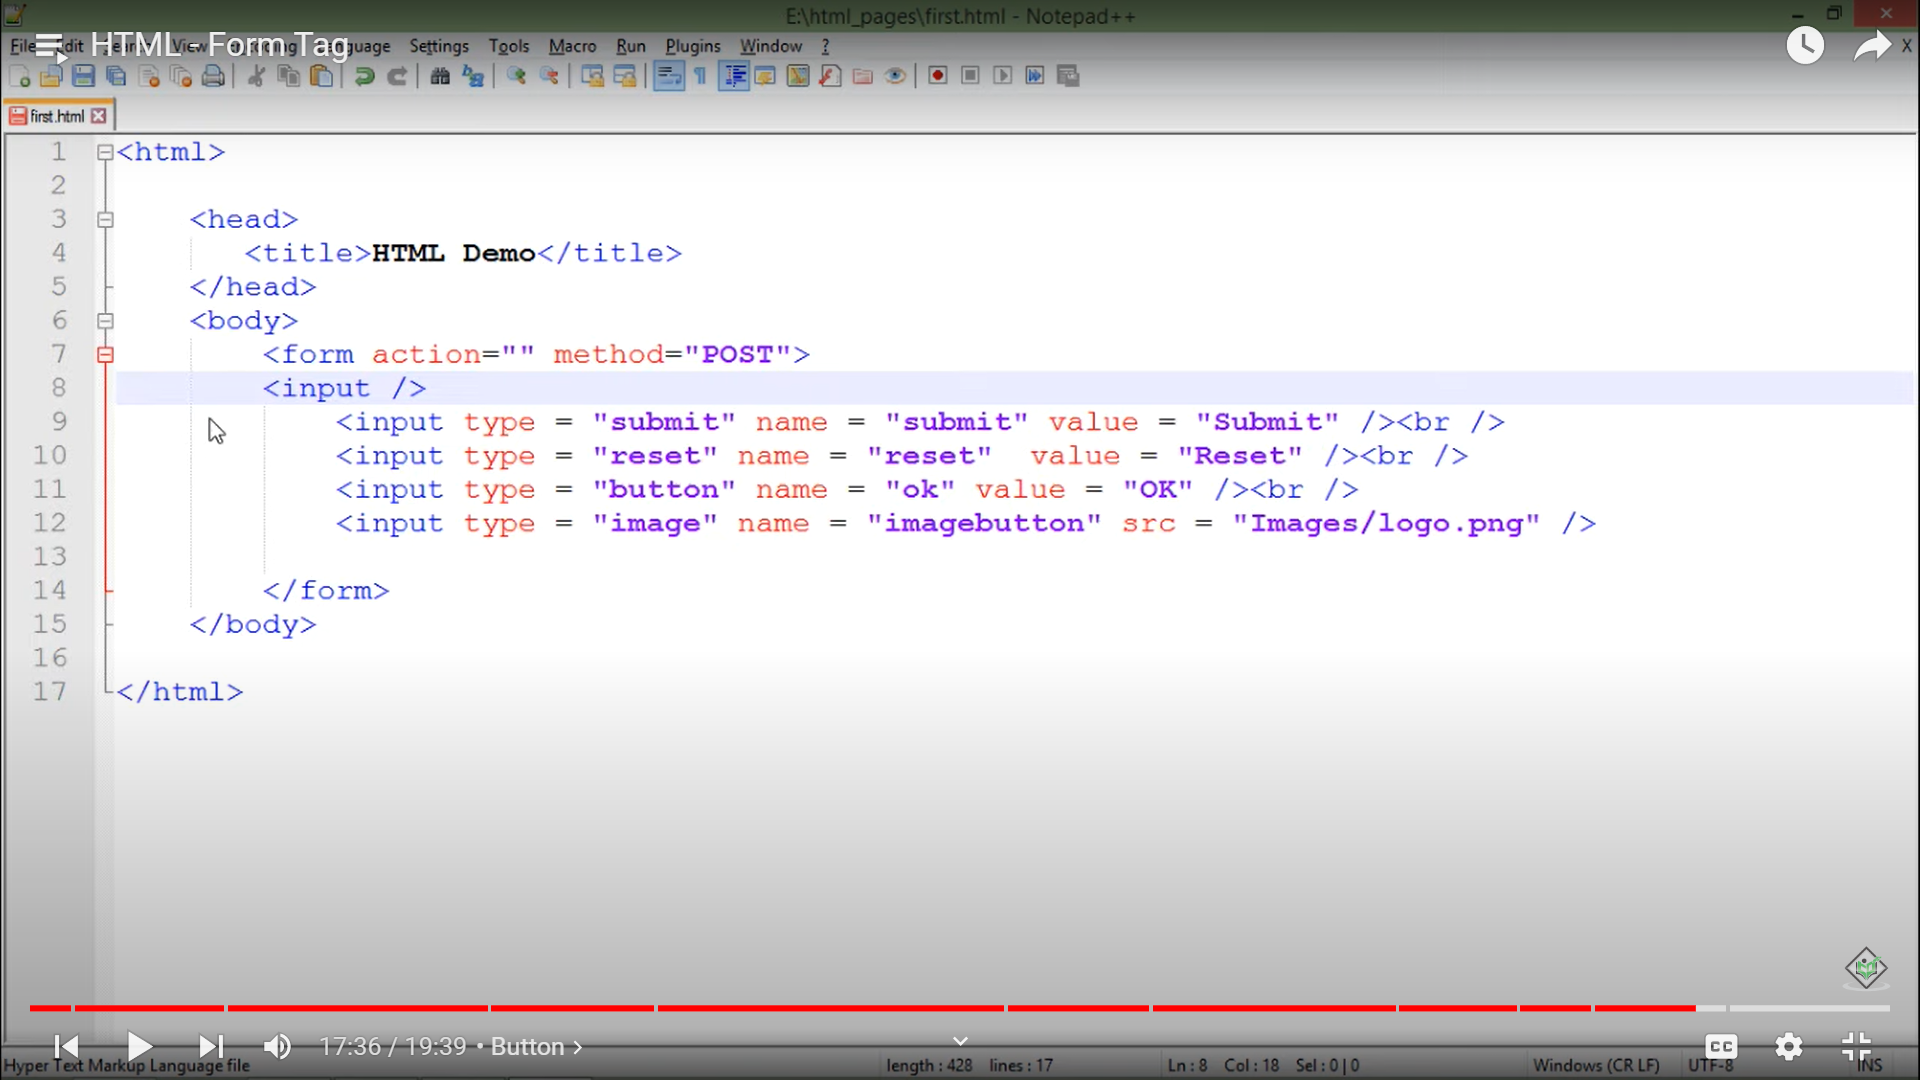 E:\html_pages\first.html - Notepad++
HTML - Form Tag
File Edit Search View Encoding Language Settings Tools Macro Run Plugins Window ?
X
first.html
1 <html>
2
3 <head>
4 <title>HTML Demo</title>
5 </head>
6 <body>
7 <form action="" method="POST">
8 <input />
9 <input type = "submit" name = "submit" value = "Submit" /><br />
10 <input type = "reset" name = "reset" value = "Reset" /><br />
11 <input type = "button" name = "ok" value = "OK" /><br />
12 <input type = "image" name = "imagebutton" src = "Images/logo.png" />
13
14 </form>
15 </body>
16
17 </html>
17:36 / 19:39 • Button >
CC
Hyper Text Markup Language file length : 428 lines : 17 Ln : 8 Col : 18 Sel : 0 | 0 Windows (CR LF) UTF-8 INS